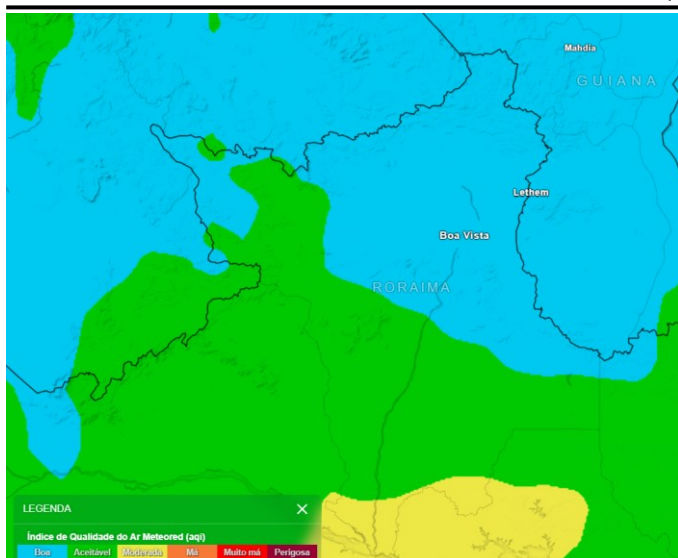 Mahdia
GUIANA
Lethem
Boa Vista
RORAIMA
LEGENDA
Índice de Qualidade do Ar Meteored (aqi)
Boa Aceitável Moderada Má Muito má Perigosa